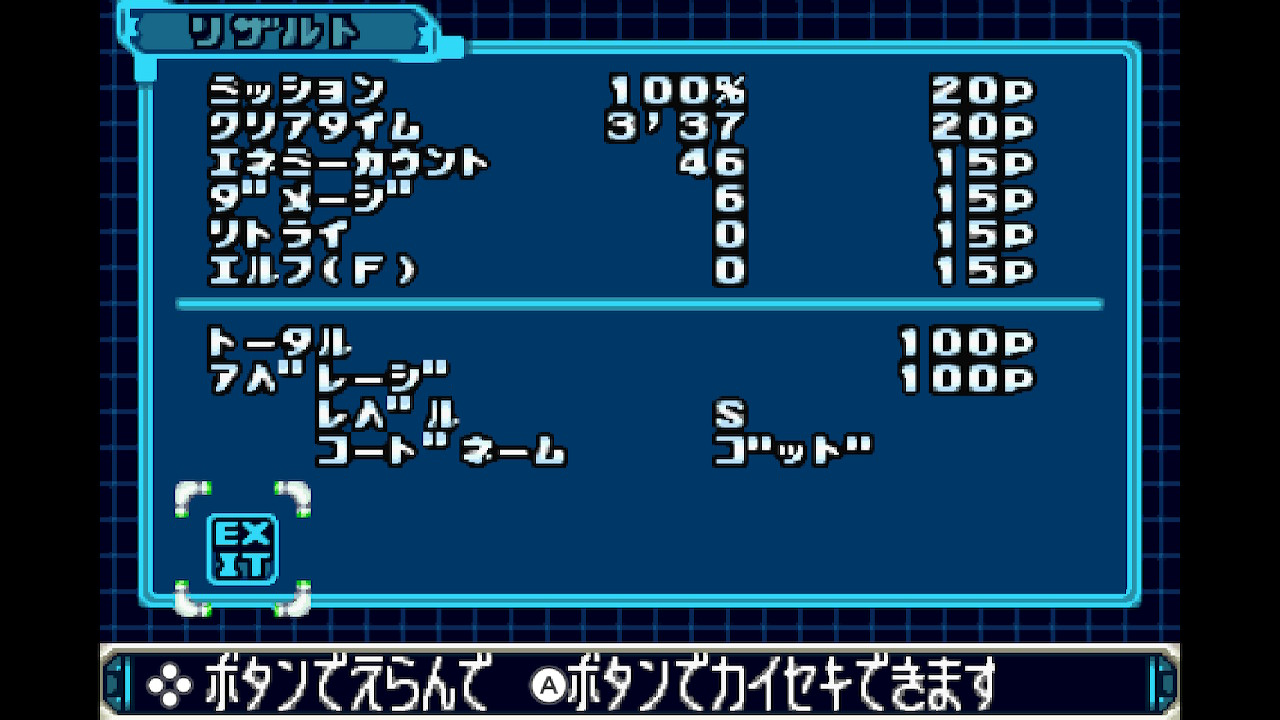 リザルト
ミッション 100% 20P
クリアタイム 3'37 20P
エネミーカウント 46 15P
ダメージ 6 15P
リトライ 0 15P
エルフ(F) 0 15P
トータル 100P
アベレージ 100P
レベル S
コードネーム ゴッド
EX
IT
ボタンでえらんで Ⓐボタンでカイセキできます